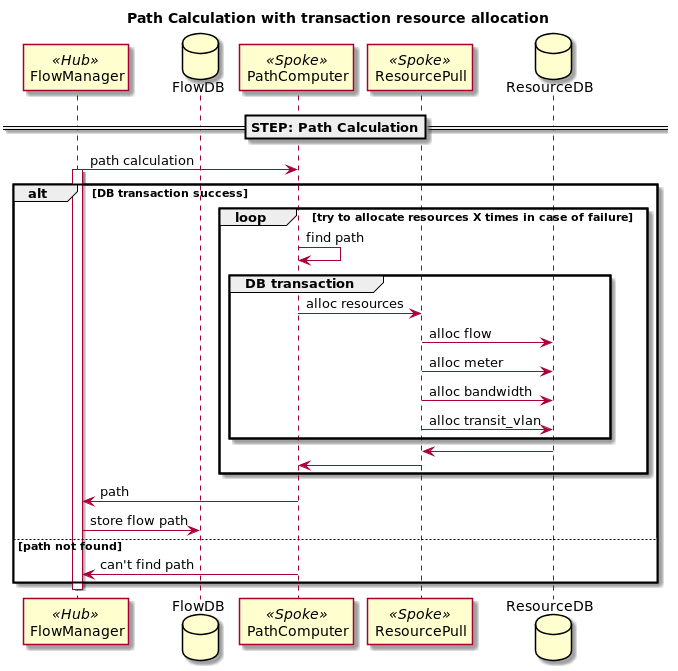 Path Calculation with transaction resource allocation
«Hub»
FlowManager
FlowDB
«Spoke»
PathComputer
«Spoke»
ResourcePull
ResourceDB
STEP: Path Calculation
path calculation
alt [DB transaction success]
loop [try to allocate resources X times in case of failure]
find path
DB transaction
alloc resources
alloc flow
alloc meter
alloc bandwidth
alloc transit_vlan
path
store flow path
[path not found]
can't find path
«Hub»
FlowManager
FlowDB
«Spoke»
PathComputer
«Spoke»
ResourcePull
ResourceDB